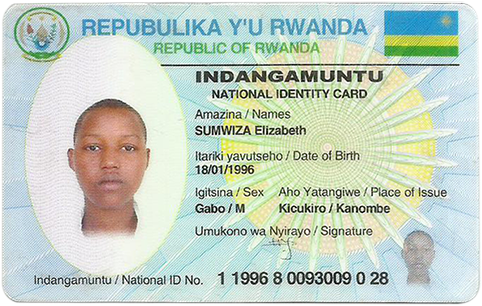 REPUBULIKA Y'U RWANDA
REPUBLIC OF RWANDA
INDANGAMUNTU
NATIONAL IDENTITY CARD
Amazina / Names
SUMWIZA Elizabeth
Itariki yavutseho / Date of Birth
18/01/1996
Igitsina / Sex Aho Yatangiwe / Place of Issue
Gabo / M Kicukiro / Kanombe
Umukono wa Nyirayo / Signature
Indangamuntu / National ID No. 1 1996 8 0093009 0 28